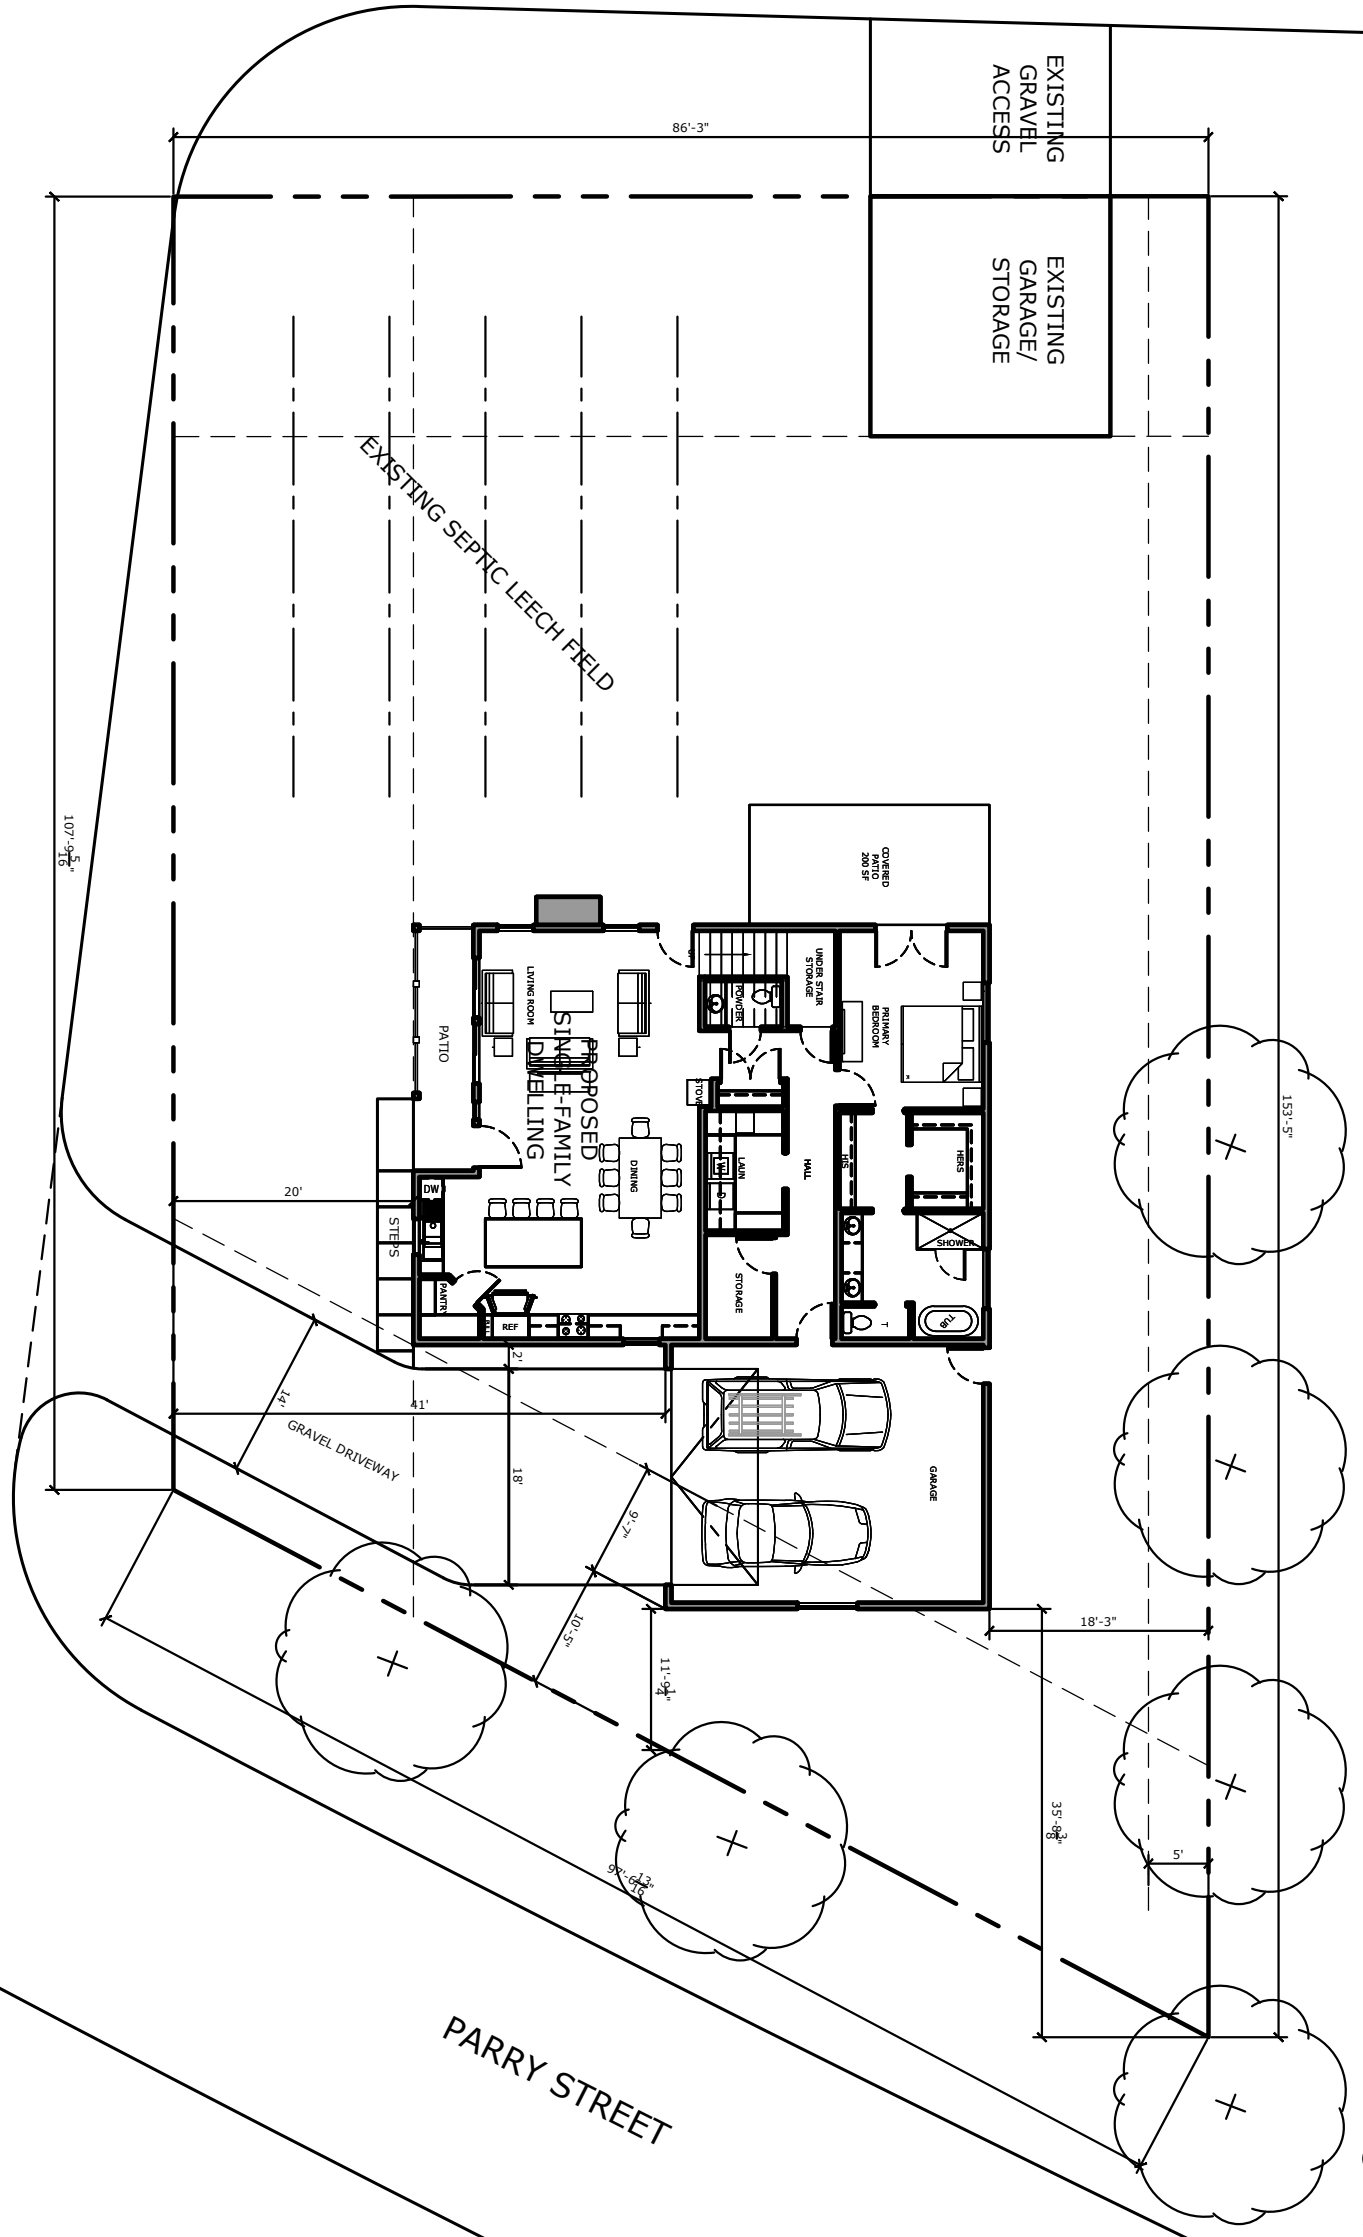 EXISTING
GRAVEL
ACCESS
86'-3"
EXISTING
GARAGE/
STORAGE
EXISTING SEPTIC LEECH FIELD
107'-9 5/16"
153'-5"
COVERED
PATIO
200 SF
LIVING ROOM
UP
UNDER STAIR
STORAGE
POWDER
PRIMARY
BEDROOM
PATIO
PROPOSED
SINGLE-FAMILY
DWELLING
STOVE
DINING
LAUN
W
D
HALL
HIS
HERS
20'
DW
STEPS
SHOWER
PANTRY
STORAGE
REF
T
TUB
2'
14'
41'
GRAVEL DRIVEWAY
18'
GARAGE
9'-7"
10'-5"
11'-9 1/4"
18'-3"
35'-8 3/8"
5'
97'-6 13/16"
PARRY STREET